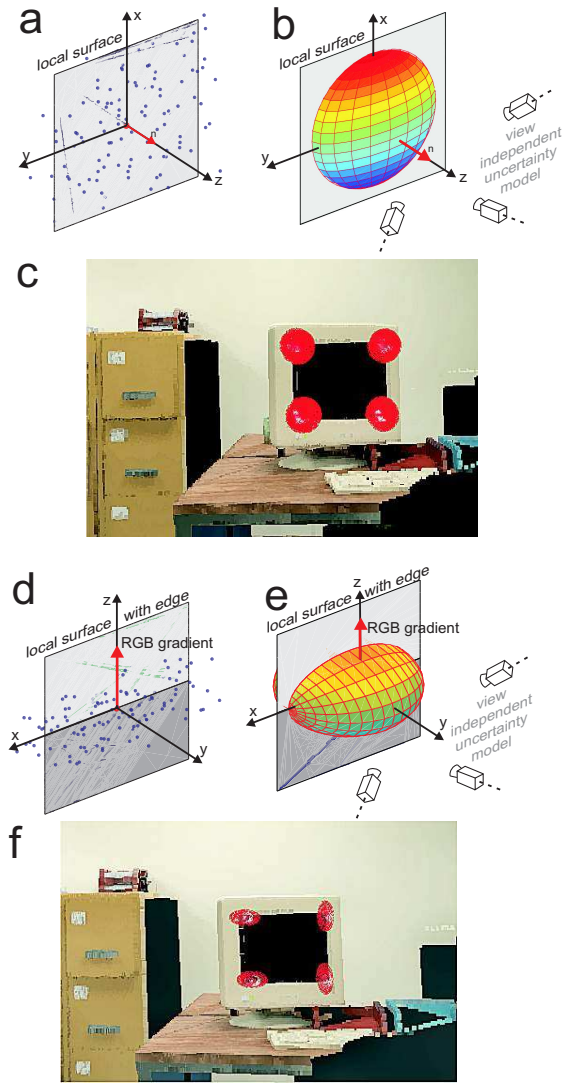 a
x
local surface
n
y
z
b
x
local surface
n
y
z
view
independent
uncertainty
model
c
d
z
local surface with edge
RGB gradient
x
y
e
z
local surface with edge
RGB gradient
x
y
view
independent
uncertainty
model
f